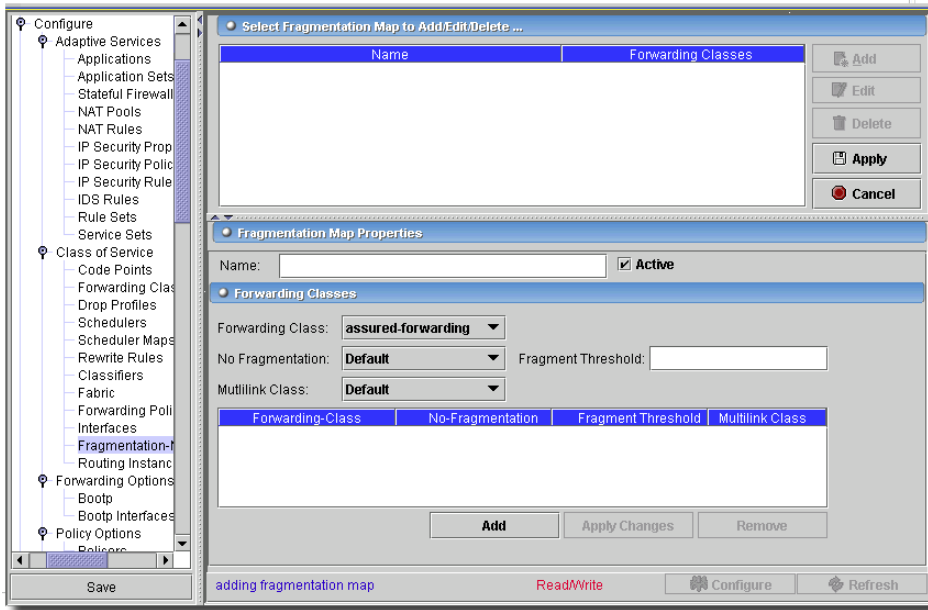 Configure
Adaptive Services
Applications
Application Sets
Stateful Firewall
NAT Pools
NAT Rules
IP Security Prop
IP Security Polic
IP Security Rule
IDS Rules
Rule Sets
Service Sets
Class of Service
Code Points
Forwarding Clas
Drop Profiles
Schedulers
Scheduler Maps
Rewrite Rules
Classifiers
Fabric
Forwarding Poli
Interfaces
Fragmentation-M
Routing Instanc
Forwarding Options
Bootp
Bootp Interfaces
Policy Options
Policers
Save
Select Fragmentation Map to Add/Edit/Delete ...
Name Forwarding Classes
Add
Edit
Delete
Apply
Cancel
Fragmentation Map Properties
Name: Active
Forwarding Classes
Forwarding Class: assured-forwarding
No Fragmentation: Default Fragment Threshold:
Mutlilink Class: Default
Forwarding-Class No-Fragmentation Fragment Threshold Multilink Class
Add Apply Changes Remove
adding fragmentation map Read/Write Configure Refresh